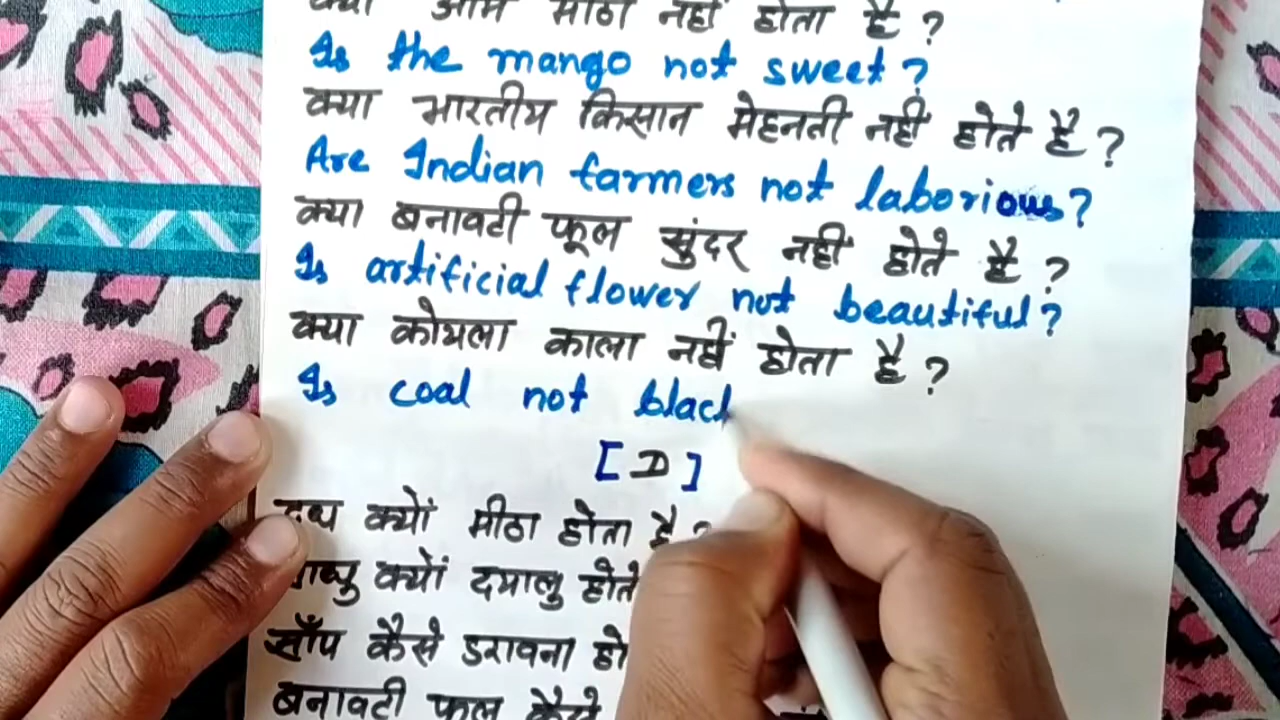 क्या आम मीठा नहीं होता है ?
Is the mango not sweet ?
क्या भारतीय किसान मेहनती नहीं होते है ?
Are Indian farmers not laborious ?
क्या बनावटी फूल सुंदर नहीं होते है ?
Is artificial flower not beautiful ?
क्या कोयला काला नहीं होता है ?
Is coal not black
[D]
क्यों मीठा होता है ?
क्यों दयालु होते
साँप कैसे डरावना हो
बनावटी फूल कैसे